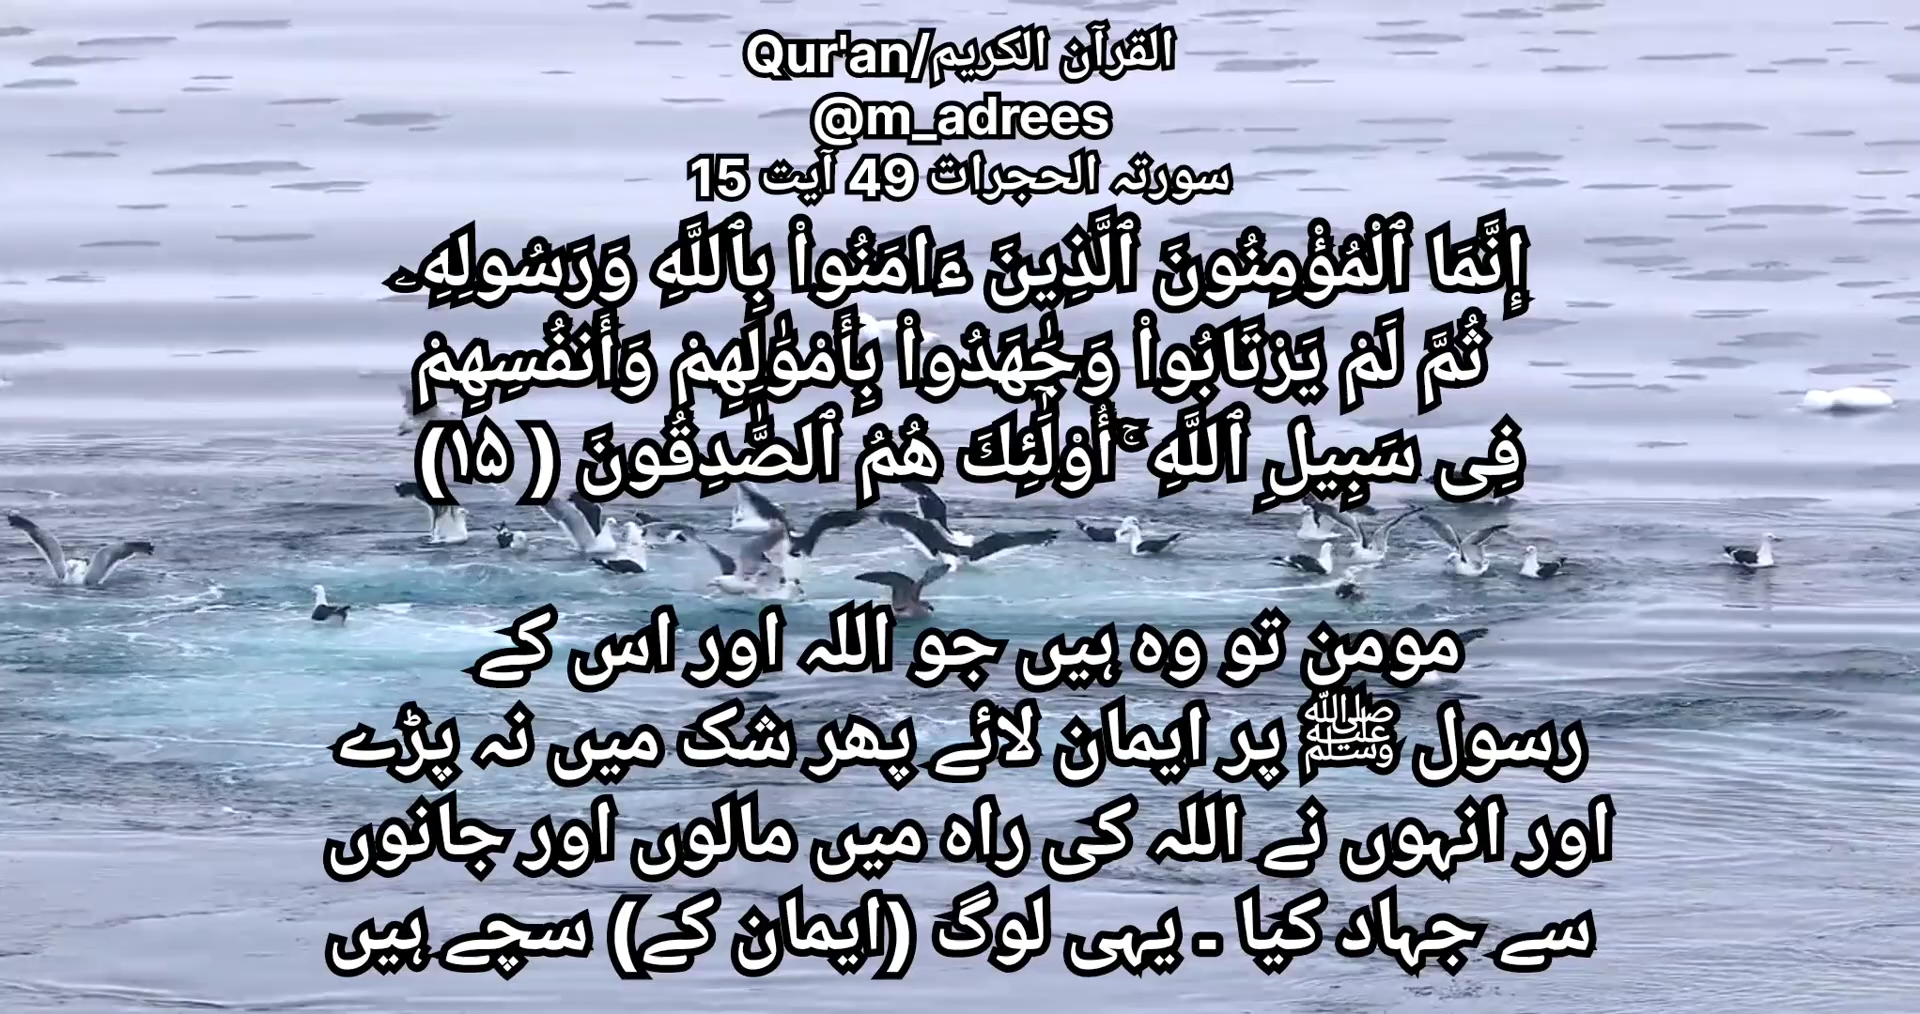 القرآن الكريم/Qur'an
@m_adrees
سورتہ الحجرات 49 آیت 15
إِنَّمَا ٱلْمُؤْمِنُونَ ٱلَّذِينَ ءَامَنُوا۟ بِٱللَّهِ وَرَسُولِهِۦ
ثُمَّ لَمْ يَرْتَابُوا۟ وَجَٰهَدُوا۟ بِأَمْوَٰلِهِمْ وَأَنفُسِهِمْ
فِى سَبِيلِ ٱللَّهِ ۚ أُو۟لَٰٓئِكَ هُمُ ٱلصَّٰدِقُونَ (۱۵)
مومن تو وہ ہیں جو اللہ اور اس کے
رسول ﷺ پر ایمان لائے پھر شک میں نہ پڑے
اور انہوں نے اللہ کی راہ میں مالوں اور جانوں
سے جہاد کیا ۔ یہی لوگ (ایمان کے) سچے ہیں